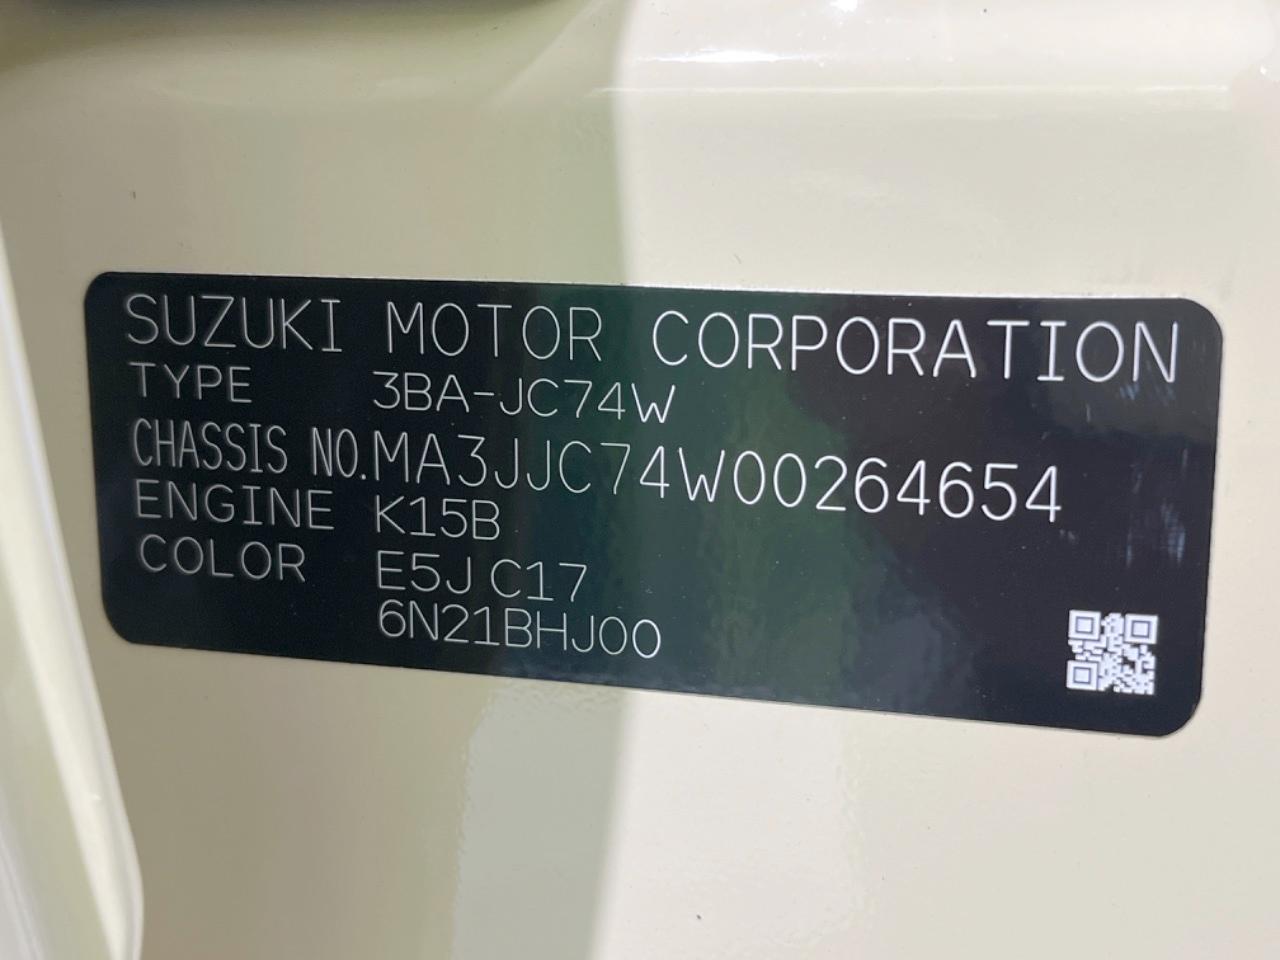 SUZUKI MOTOR CORPORATION
TYPE 3BA-JC74W
CHASSIS NO. MA3JJC74W00264654
ENGINE K15B
COLOR E5J C17
6N21BHJ00